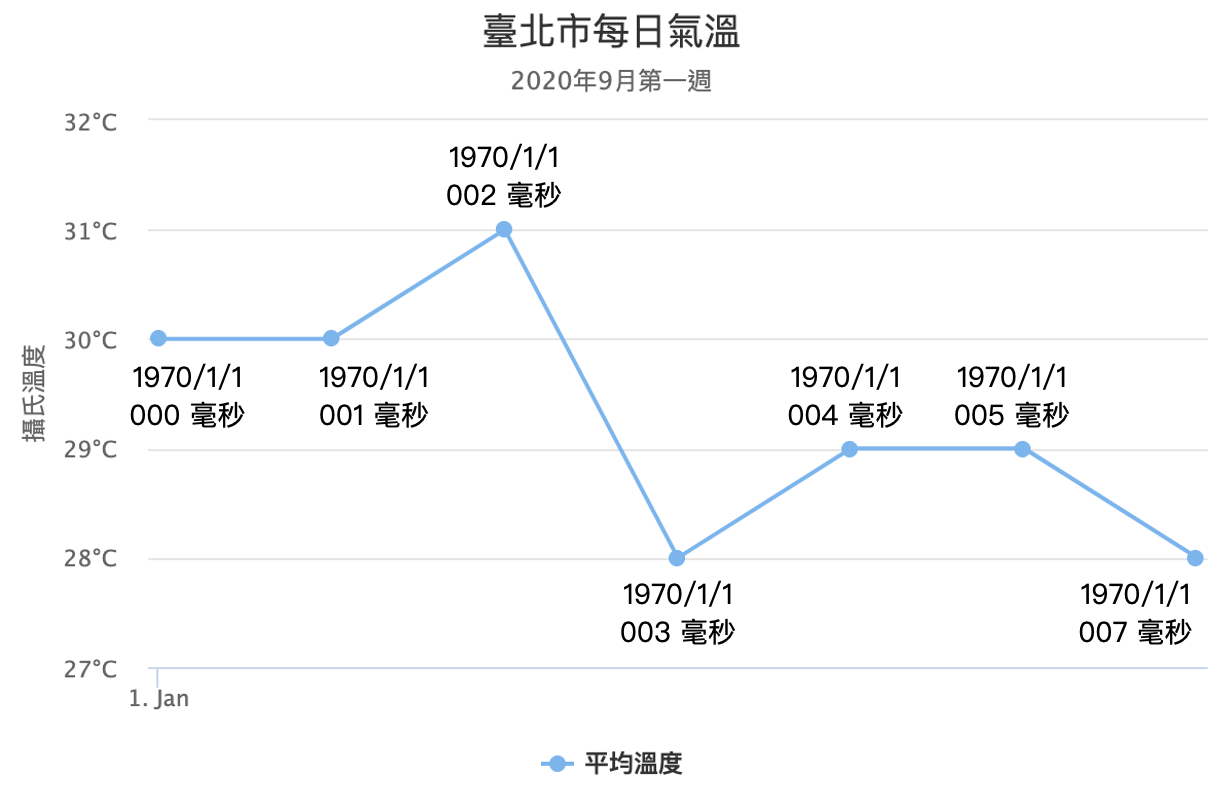 臺北市每日氣溫
2020年9月第一週
32°C
31°C
30°C
29°C
28°C
27°C
攝氏溫度
1970/1/1
000 毫秒
1970/1/1
001 毫秒
1970/1/1
002 毫秒
1970/1/1
003 毫秒
1970/1/1
004 毫秒
1970/1/1
005 毫秒
1970/1/1
007 毫秒
1. Jan
平均溫度